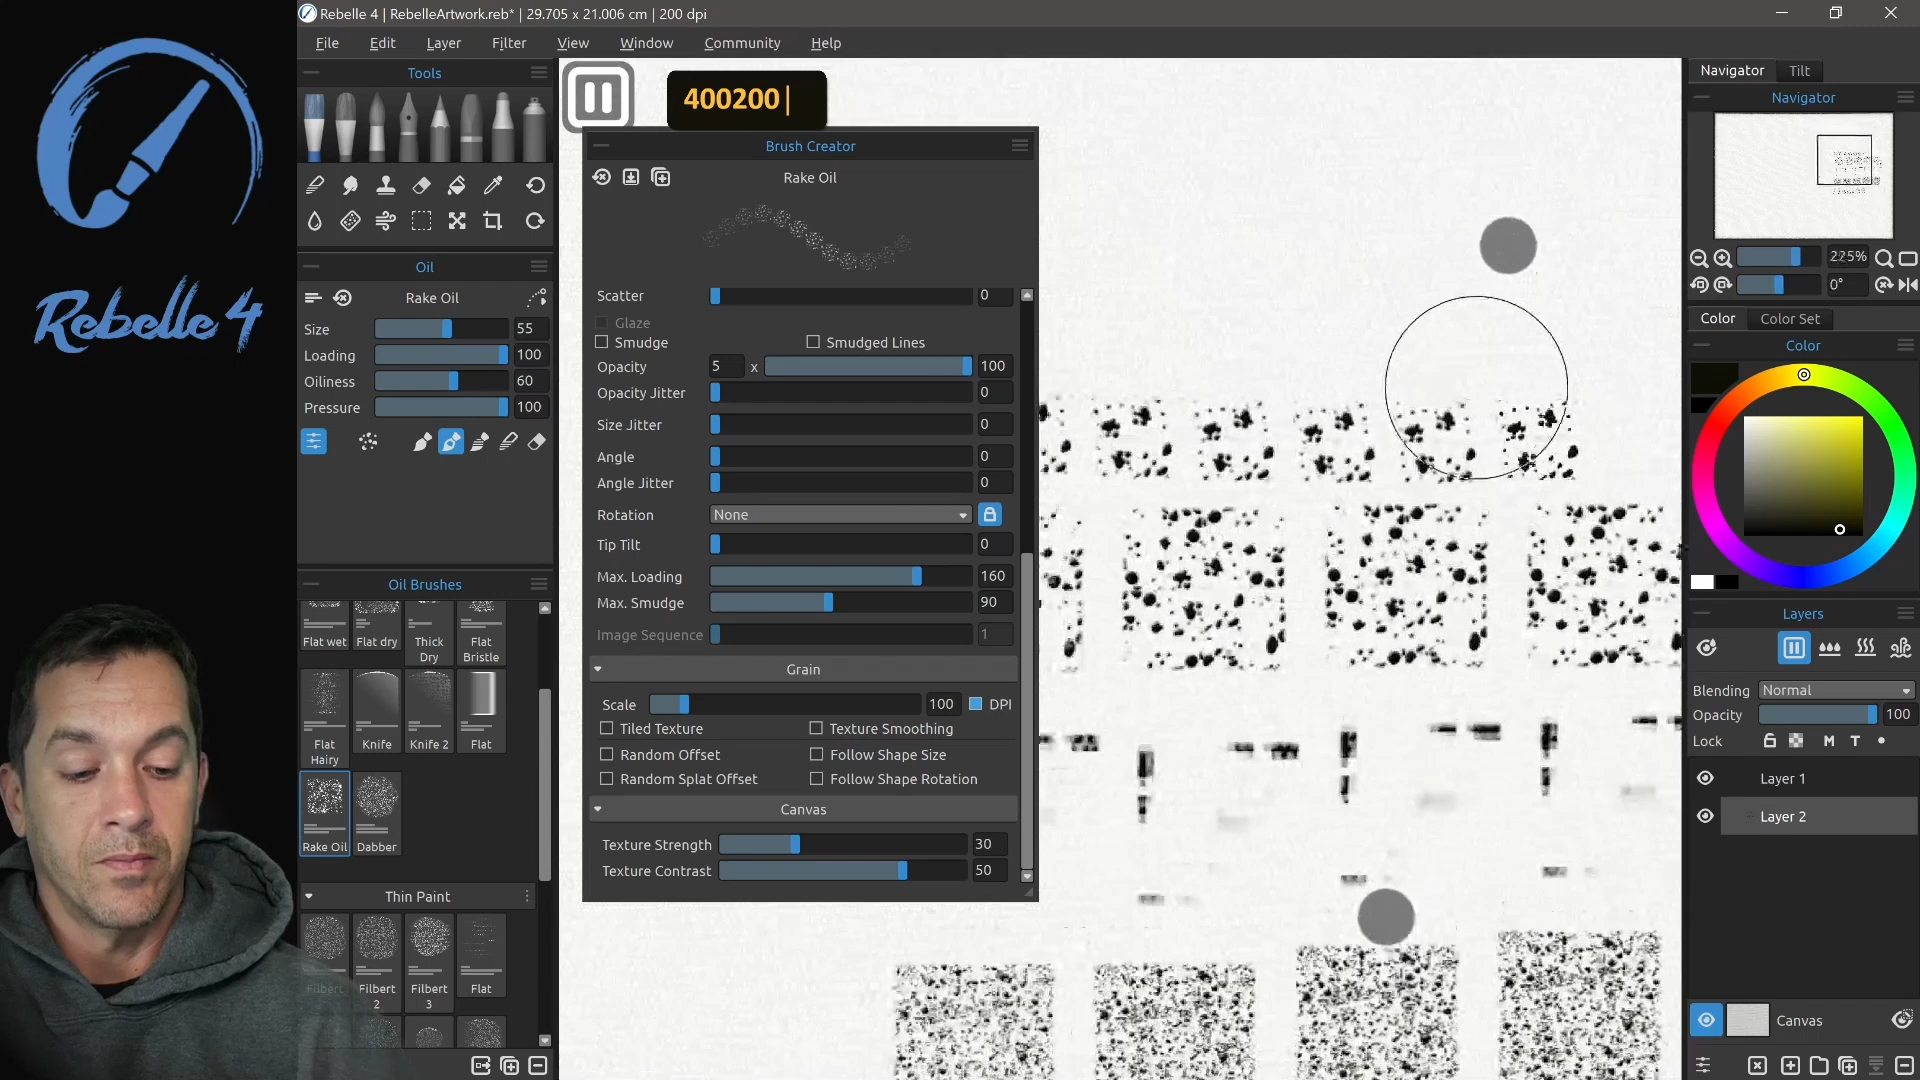 Rebelle 4 | RebelleArtwork.reb* | 29.705 x 21.006 cm | 200 dpi
File Edit Layer Filter View Window Community Help
Rebelle 4
Tools
Oil
Rake Oil
Size 55
Loading 100
Oiliness 60
Pressure 100
Oil Brushes
Flat wet
Flat dry
Thick Dry
Flat Bristle
Flat Hairy
Knife
Knife 2
Flat
Rake Oil
Dabber
Thin Paint
Filbert
Filbert 2
Filbert 3
Flat
400200
Brush Creator
Rake Oil
Scatter 0
Glaze
Smudge
Smudged Lines
Opacity 5 x 100
Opacity Jitter 0
Size Jitter 0
Angle 0
Angle Jitter 0
Rotation None
Tip Tilt 0
Max. Loading 160
Max. Smudge 90
Image Sequence 1
Grain
Scale 100 DPI
Tiled Texture
Texture Smoothing
Random Offset
Follow Shape Size
Random Splat Offset
Follow Shape Rotation
Canvas
Texture Strength 30
Texture Contrast 50
Navigator Tilt
Navigator
225%
0°
Color Color Set
Color
Layers
Blending Normal
Opacity 100
Lock M T
Layer 1
Layer 2
Canvas